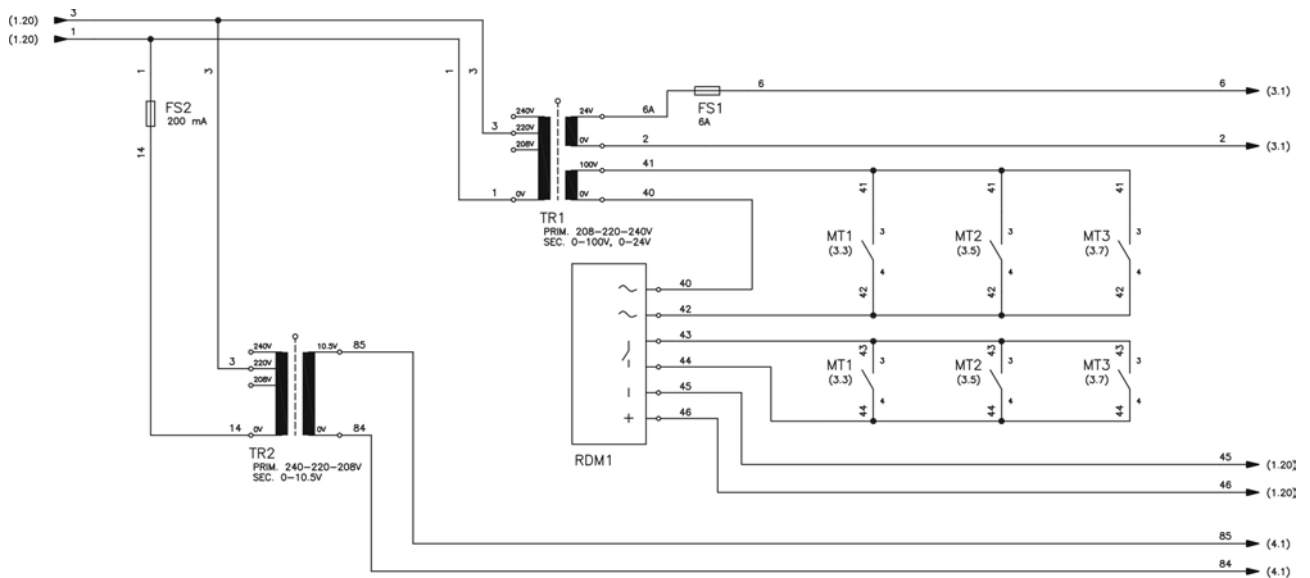 (1.20) 3
(1.20) 1
1
3
1
3
FS2
200 mA
14
240V
3 220V
208V
1 0V
24V 6A
0V 2
100V 41
0V 40
FS1
6A
6 6 (3.1)
2 (3.1)
TR1
PRIM. 208-220-240V
SEC. 0-100V, 0-24V
41 41 41
MT1 3
(3.3)
4
MT2 3
(3.5)
4
MT3 3
(3.7)
4
42 42 42
~ 40
~ 42
43
44
– 45
+ 46
RDM1
43 43 43
MT1 3
(3.3)
4
MT2 3
(3.5)
4
MT3 3
(3.7)
4
44 44 44
240V
3 220V
208V
14 0V
10.5V 85
0V 84
TR2
PRIM. 240-220-208V
SEC. 0-10.5V
45 (1.20)
46 (1.20)
85 (4.1)
84 (4.1)